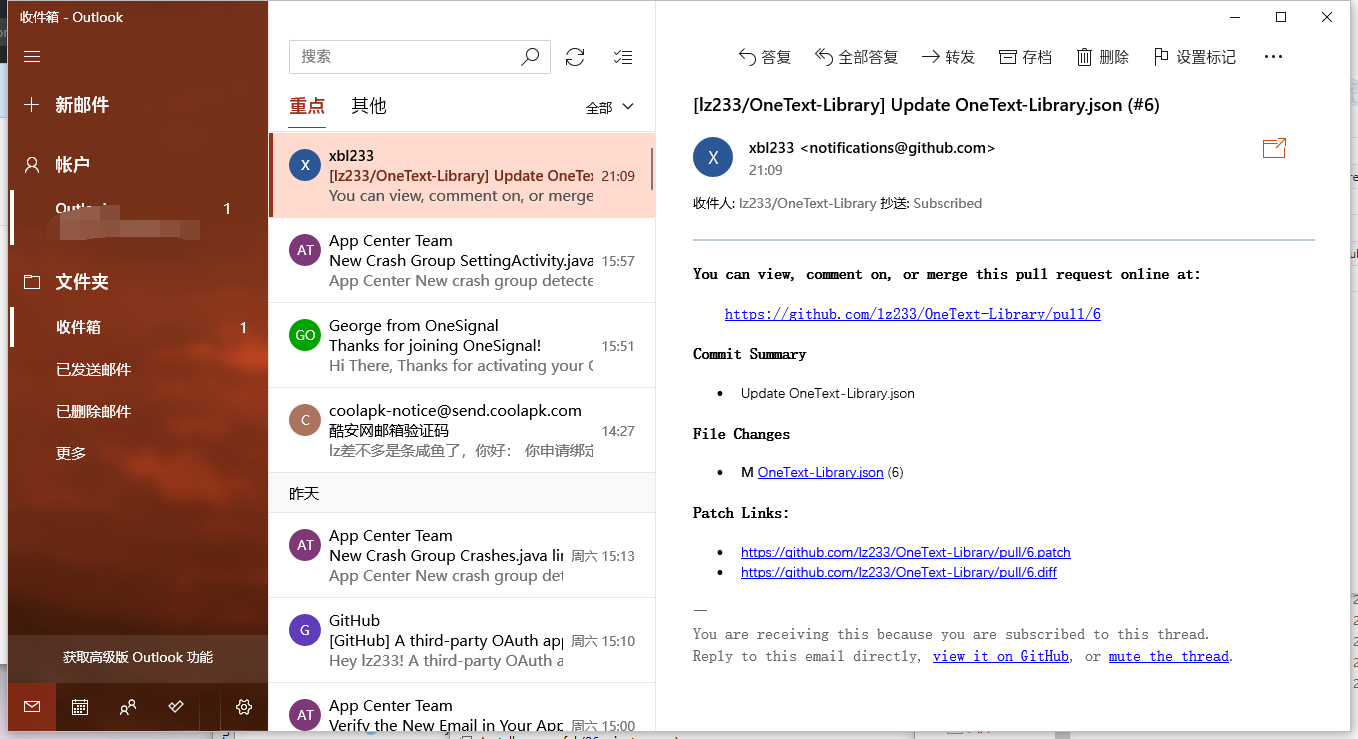 收件箱 - Outlook
新邮件
帐户
1
文件夹
收件箱 1
已发送邮件
已删除邮件
更多
获取高级版 Outlook 功能
搜索
重点 其他 全部
X
xbl233
[lz233/OneText-Library] Update OneTe 21:09
You can view, comment on, or merge
AT
App Center Team
New Crash Group SettingActivity.java 15:57
App Center New crash group detecte
GO
George from OneSignal
Thanks for joining OneSignal! 15:51
Hi There, Thanks for activating your
C
coolapk-notice@send.coolapk.com
酷安网邮箱验证码 14:27
lz差不多是条咸鱼了，你好： 你申请绑定
昨天
AT
App Center Team
New Crash Group Crashes.java lin 周六 15:13
App Center New crash group det
G
GitHub
[GitHub] A third-party OAuth app 周六 15:10
Hey lz233! A third-party OAuth a
AT
App Center Team
Verify the New Email in Your App 周六 15:00
答复 全部答复 转发 存档 删除 设置标记
[lz233/OneText-Library] Update OneText-Library.json (#6)
X
xbl233 <notifications@github.com>
21:09
收件人: lz233/OneText-Library 抄送: Subscribed
You can view, comment on, or merge this pull request online at:
https://github.com/lz233/OneText-Library/pull/6
Commit Summary
• Update OneText-Library.json
File Changes
• M OneText-Library.json (6)
Patch Links:
• https://github.com/lz233/OneText-Library/pull/6.patch
• https://github.com/lz233/OneText-Library/pull/6.diff
—
You are receiving this because you are subscribed to this thread.
Reply to this email directly, view it on GitHub, or mute the thread.